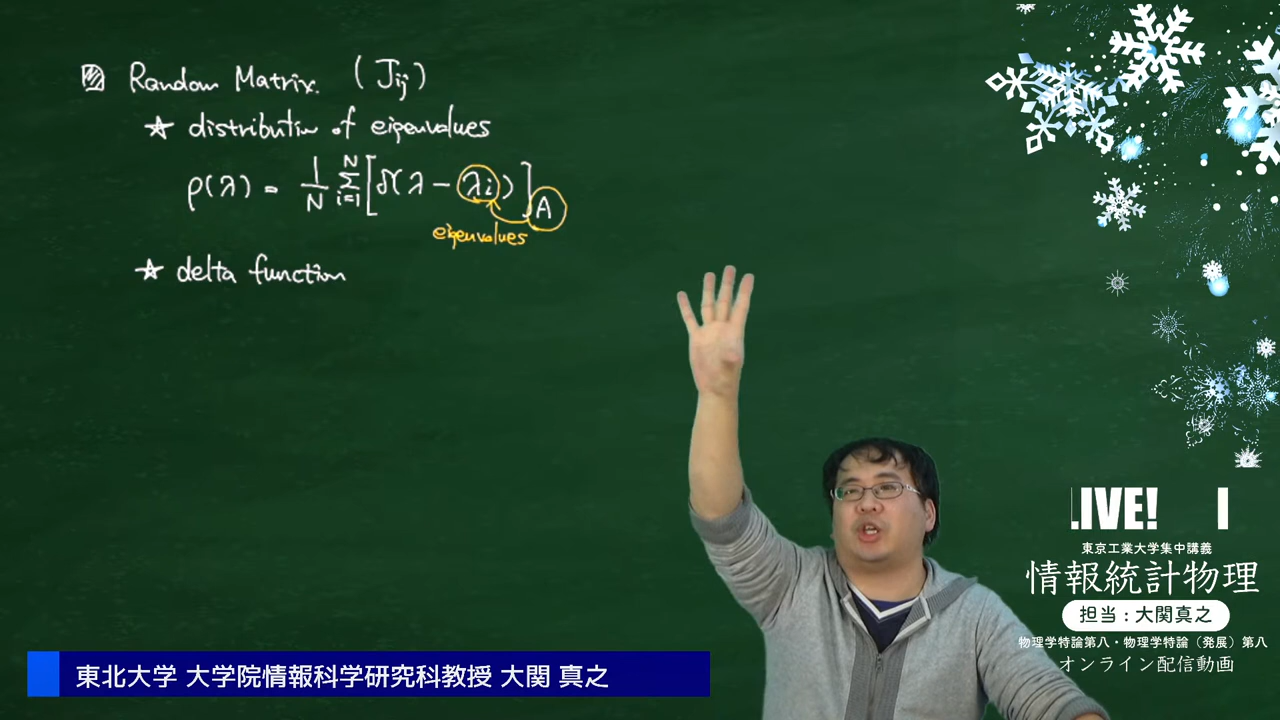 Random Matrix. (Jij)
☆ distribution of eigenvalues
ρ(λ) = 1/N Σ_{i=1}^{N} [δ(λ - λi)]_A
eigenvalues
☆ delta function
LIVE! I
東京工業大学集中講義
情報統計物理
担当：大関真之
物理学特論第八・物理学特論（発展）第八
オンライン配信動画
東北大学 大学院情報科学研究科教授 大関 真之